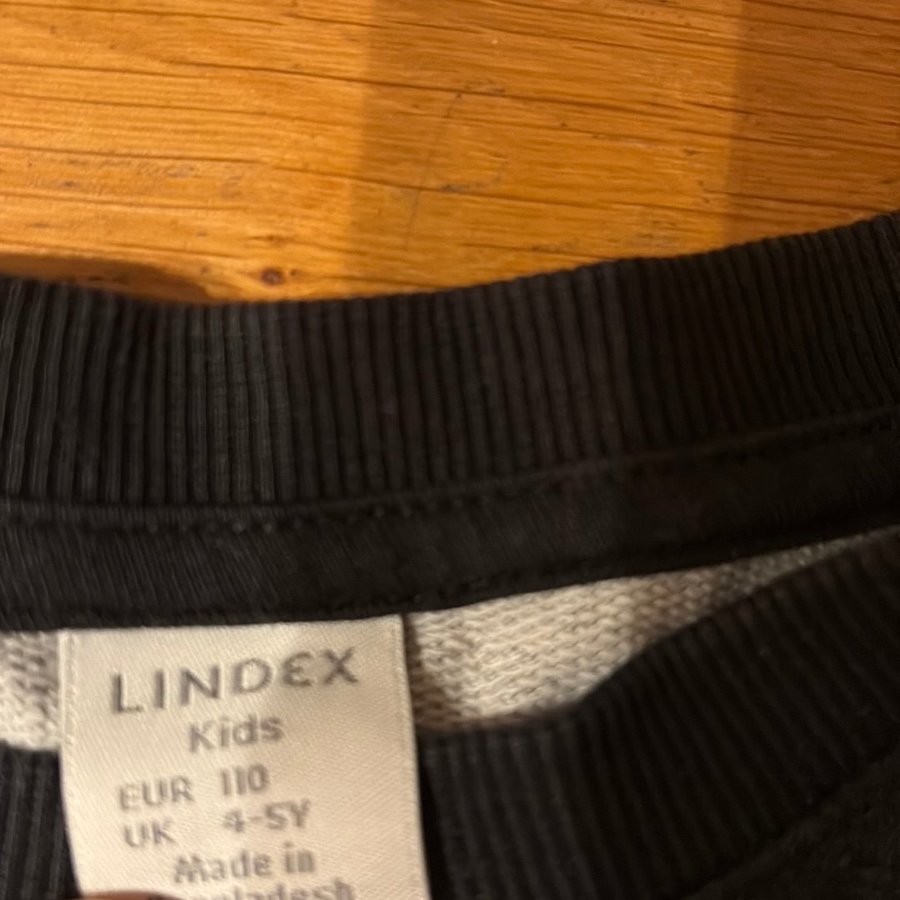 LINDEX
Kids
EUR 110
UK 4-5Y
Made in